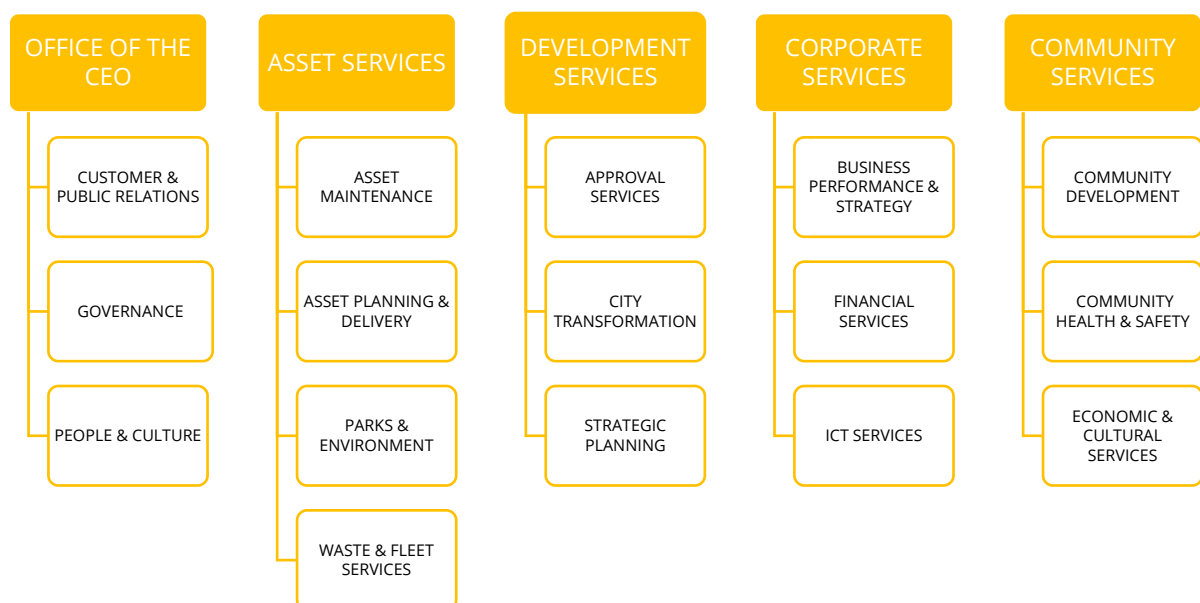 OFFICE OF THE
CEO
CUSTOMER &
PUBLIC RELATIONS
GOVERNANCE
PEOPLE & CULTURE
ASSET SERVICES
ASSET
MAINTENANCE
ASSET PLANNING &
DELIVERY
PARKS &
ENVIRONMENT
WASTE & FLEET
SERVICES
DEVELOPMENT
SERVICES
APPROVAL
SERVICES
CITY
TRANSFORMATION
STRATEGIC
PLANNING
CORPORATE
SERVICES
BUSINESS
PERFORMANCE &
STRATEGY
FINANCIAL
SERVICES
ICT SERVICES
COMMUNITY
SERVICES
COMMUNITY
DEVELOPMENT
COMMUNITY
HEALTH & SAFETY
ECONOMIC &
CULTURAL
SERVICES